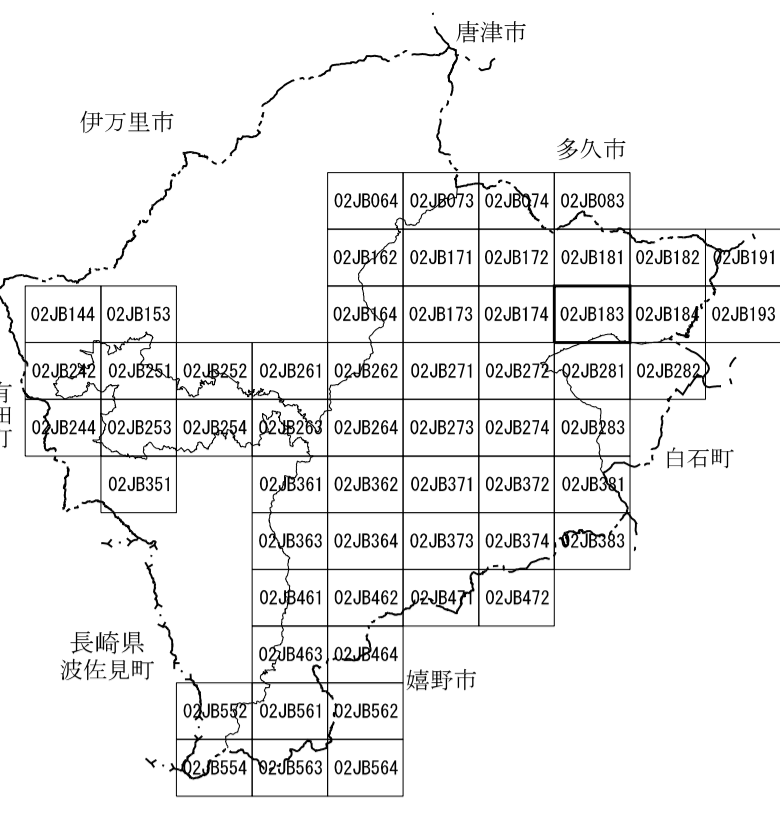 唐津市
伊万里市
多久市
02JB064 02JB073 02JB074 02JB083
02JB162 02JB171 02JB172 02JB181 02JB182 02JB191
02JB144 02JB153 02JB164 02JB173 02JB174 02JB183 02JB184 02JB193
02JB242 02JB251 02JB252 02JB261 02JB262 02JB271 02JB272 02JB281 02JB282
有田町
02JB244 02JB253 02JB254 02JB263 02JB264 02JB273 02JB274 02JB283
白石町
02JB351 02JB361 02JB362 02JB371 02JB372 02JB381
02JB363 02JB364 02JB373 02JB374 02JB383
02JB461 02JB462 02JB471 02JB472
長崎県
波佐見町
02JB463 02JB464
嬉野市
02JB552 02JB561 02JB562
02JB554 02JB563 02JB564